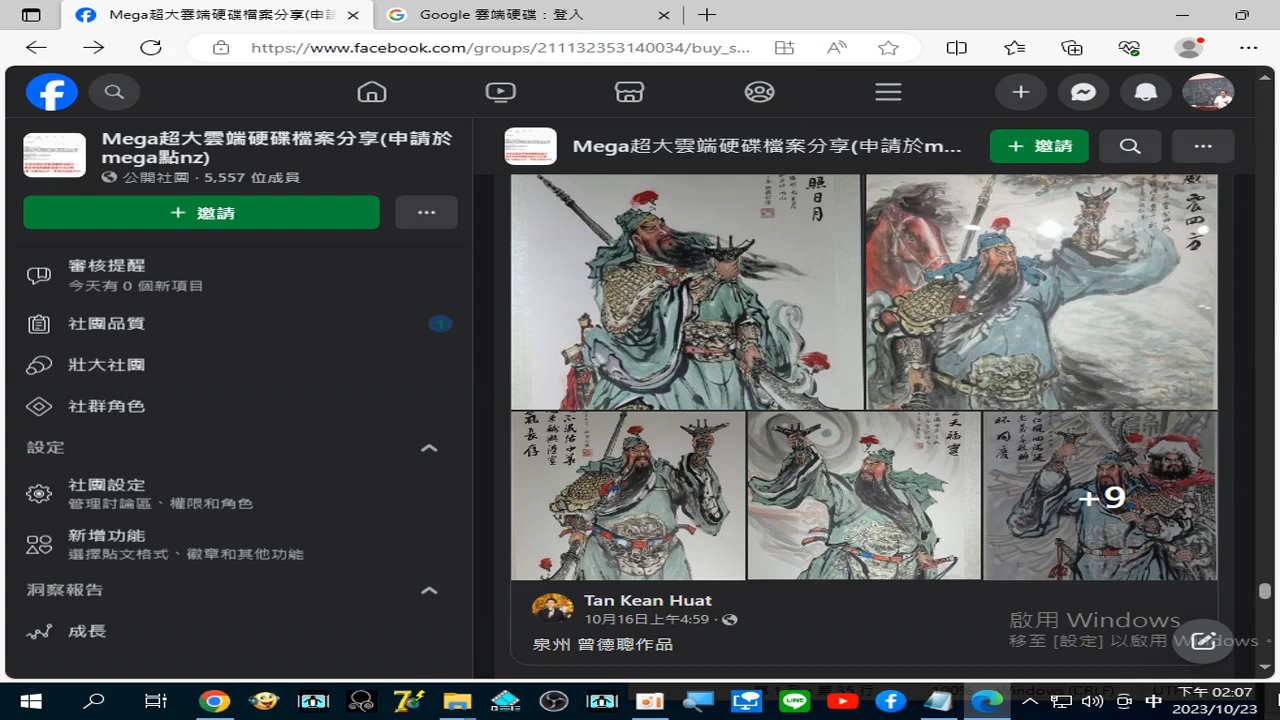 Mega超大雲端硬碟檔案分享(申請
Google 雲端硬碟：登入
https://www.facebook.com/groups/211132353140034/buy_s...
Mega超大雲端硬碟檔案分享(申請於
mega點nz)
公開社團 · 5,557 位成員
+ 邀請
審核提醒
今天有 0 個新項目
社團品質
1
壯大社團
社群角色
設定
社團設定
管理討論區、權限和角色
新增功能
選擇貼文格式、徽章和其他功能
洞察報告
成長
Mega超大雲端硬碟檔案分享(申請於m...
+ 邀請
照日月
震四方
+9
Tan Kean Huat
10月16日上午4:59
泉州 曾德聰作品
啟用 Windows
移至 [設定] 以啟用 Windows。
中
下午 02:07
2023/10/23